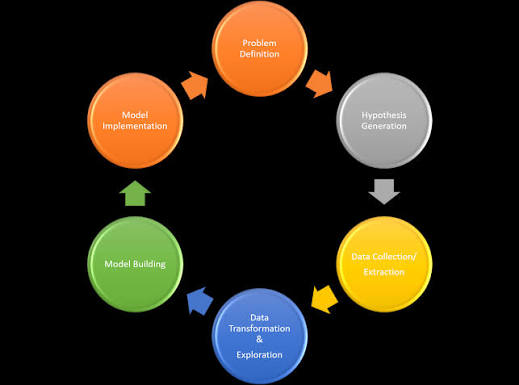 Problem
Definition
Hypothesis
Generation
Data Collection/
Extraction
Data
Transformation
&
Exploration
Model Building
Model
Implementation